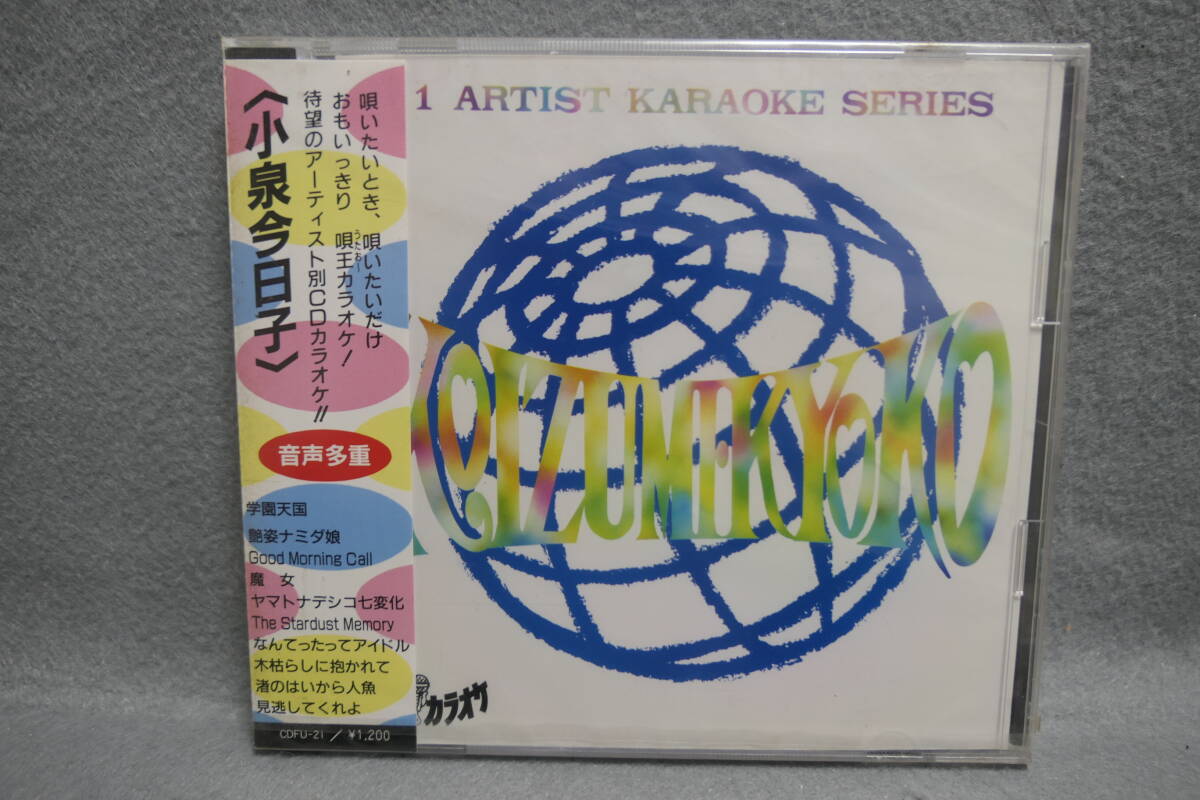 1 ARTIST KARAOKE SERIES
KOIZUMI KYOKO
カラオケ
唄いたいとき、唄いたいだけ
おもいっきり 唄王カラオケ!
うたおー
待望のアーティスト別CDカラオケ!!
〈小泉今日子〉
音声多重
学園天国
艶姿ナミダ娘
Good Morning Call
魔 女
ヤマトナデシコ七変化
The Stardust Memory
なんてったってアイドル
木枯らしに抱かれて
渚のはいから人魚
見逃してくれよ
CDFU-21/¥1,200